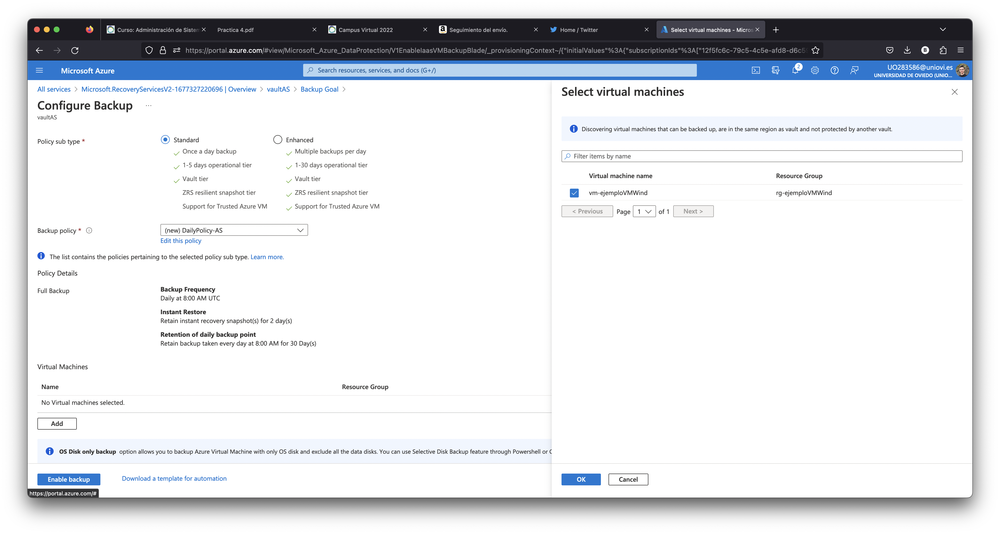 Curso: Administración de Sistem
Practica 4.pdf
Campus Virtual 2022
Seguimiento del envío.
Home / Twitter
Select virtual machines - Micros
https://portal.azure.com/#view/Microsoft_Azure_DataProtection/V1EnableIaasVMBackupBlade/_provisioningContext~/{"initialValues"%3A{"subscriptionIds"%3A["12f5fc6c-79c5-4c5e-afd8-d6c59
B
Microsoft Azure
Search resources, services, and docs (G+/)
2
UO283586@uniovi.es
UNIVERSIDAD DE OVIEDO (UNIO...
All services > Microsoft.RecoveryServicesV2-1677327220696 | Overview > vaultAS > Backup Goal >
Configure Backup ...
vaultAS
Policy sub type *
Standard
Once a day backup
1-5 days operational tier
Vault tier
ZRS resilient snapshot tier
Support for Trusted Azure VM
Enhanced
Multiple backups per day
1-30 days operational tier
Vault tier
ZRS resilient snapshot tier
Support for Trusted Azure VM
Backup policy *
(new) DailyPolicy-AS
Edit this policy
The list contains the policies pertaining to the selected policy sub type. Learn more.
Policy Details
Full Backup
Backup Frequency
Daily at 8:00 AM UTC
Instant Restore
Retain instant recovery snapshot(s) for 2 day(s)
Retention of daily backup point
Retain backup taken every day at 8:00 AM for 30 Day(s)
Virtual Machines
Name Resource Group
No Virtual machines selected.
Add
OS Disk only backup option allows you to backup Azure Virtual Machine with only OS disk and exclude all the data disks. You can use Selective Disk Backup feature through Powershell or
Enable backup
Download a template for automation
https://portal.azure.com/#
Select virtual machines
Discovering virtual machines that can be backed up, are in the same region as vault and not protected by another vault.
Filter items by name
Virtual machine name Resource Group
vm-ejemploVMWind rg-ejemploVMWind
< Previous Page 1 of 1 Next >
OK Cancel